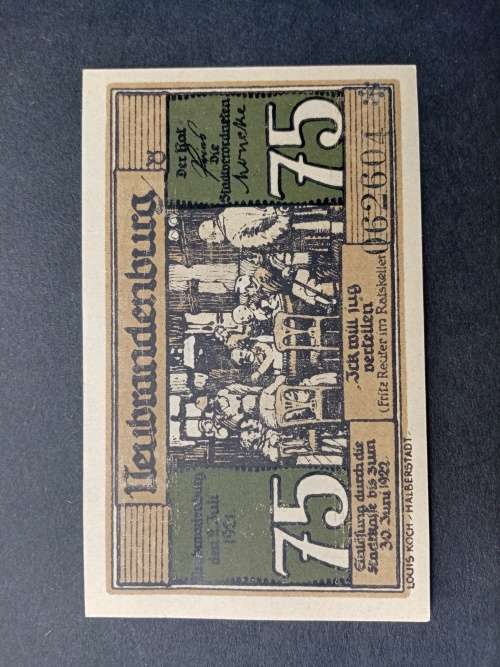 Neubrandenburg
Neubrandenburg
den 1. Juli
1921
Der Rat
Die
Stadtverordneten
75
75
Einlösung durch die
Stadtkasse bis zum
30. Juni 1922
Ick will jug
vertellen
(Fritz Reuter im Ratskeller)
062604
LOUIS KOCH · HALBERSTADT ·